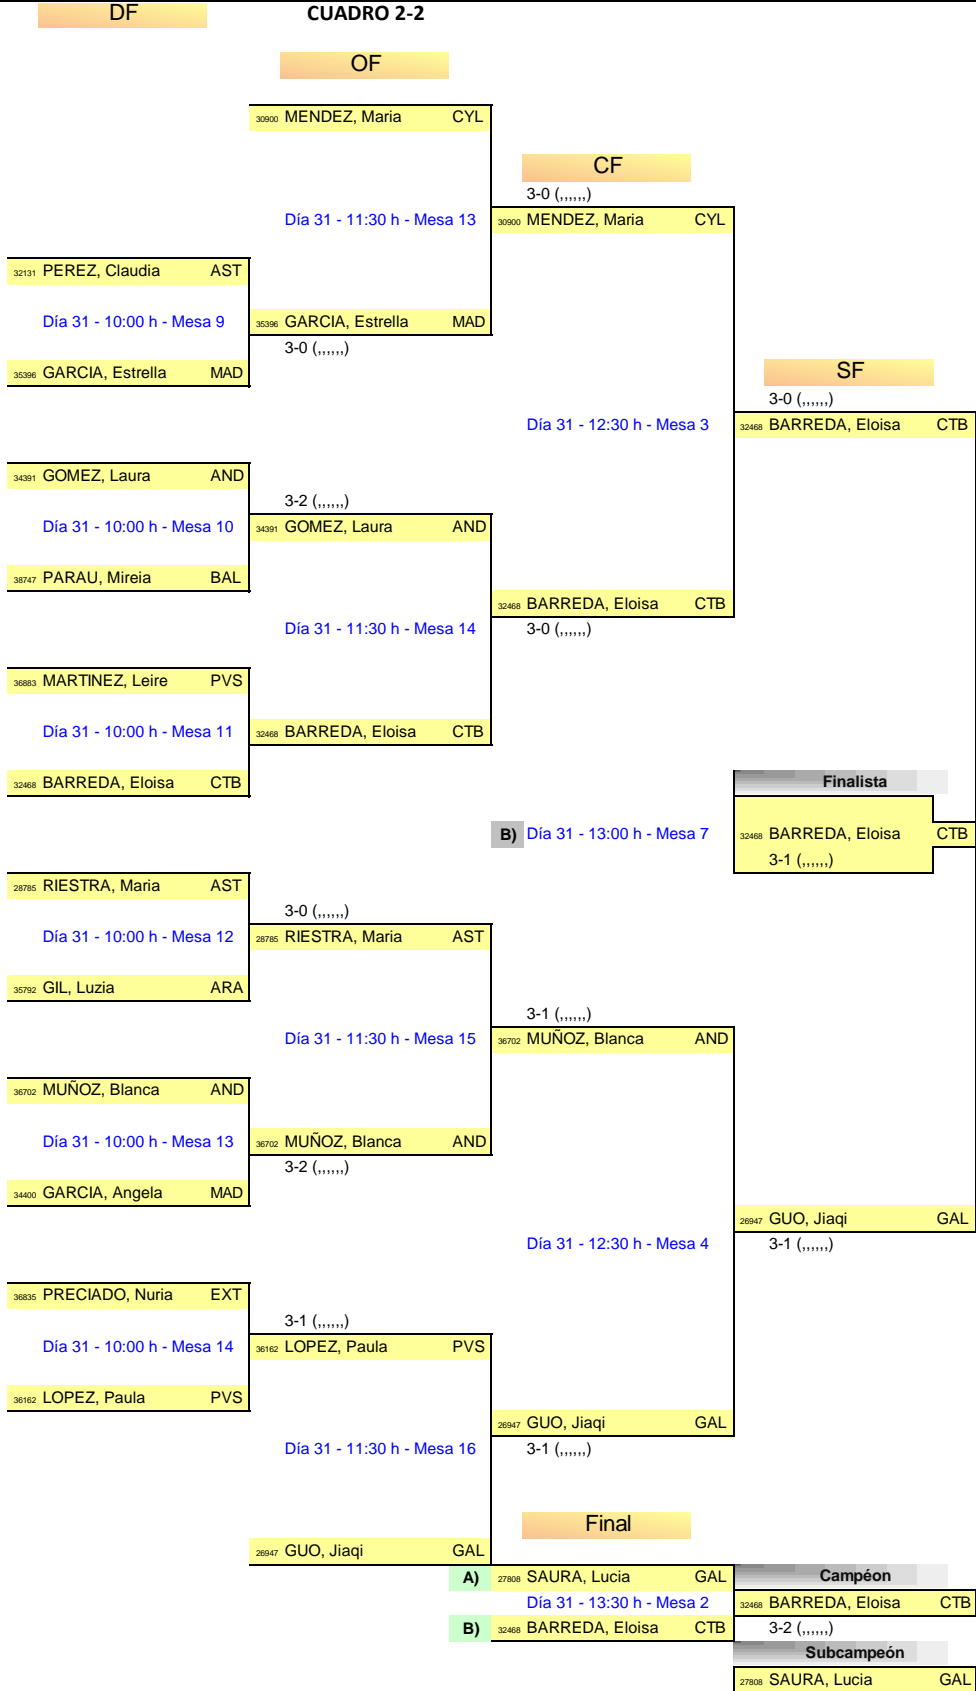 DF CUADRO 2-2
OF
30900 MENDEZ, Maria CYL
CF
3-0 (,,,,,,)
Día 31 - 11:30 h - Mesa 13 30900 MENDEZ, Maria CYL
32131 PEREZ, Claudia AST
Día 31 - 10:00 h - Mesa 9 35396 GARCIA, Estrella MAD
3-0 (,,,,,,)
35396 GARCIA, Estrella MAD SF
3-0 (,,,,,,)
Día 31 - 12:30 h - Mesa 3 32468 BARREDA, Eloisa CTB
34391 GOMEZ, Laura AND
3-2 (,,,,,,)
Día 31 - 10:00 h - Mesa 10 34391 GOMEZ, Laura AND
38747 PARAU, Mireia BAL
32468 BARREDA, Eloisa CTB
Día 31 - 11:30 h - Mesa 14 3-0 (,,,,,,)
36883 MARTINEZ, Leire PVS
Día 31 - 10:00 h - Mesa 11 32468 BARREDA, Eloisa CTB
32468 BARREDA, Eloisa CTB Finalista
B) Día 31 - 13:00 h - Mesa 7 32468 BARREDA, Eloisa CTB
3-1 (,,,,,,)
28785 RIESTRA, Maria AST
3-0 (,,,,,,)
Día 31 - 10:00 h - Mesa 12 28785 RIESTRA, Maria AST
35792 GIL, Luzia ARA
3-1 (,,,,,,)
Día 31 - 11:30 h - Mesa 15 36702 MUÑOZ, Blanca AND
36702 MUÑOZ, Blanca AND
Día 31 - 10:00 h - Mesa 13 36702 MUÑOZ, Blanca AND
3-2 (,,,,,,)
34400 GARCIA, Angela MAD
26947 GUO, Jiaqi GAL
Día 31 - 12:30 h - Mesa 4 3-1 (,,,,,,)
36835 PRECIADO, Nuria EXT
3-1 (,,,,,,)
Día 31 - 10:00 h - Mesa 14 36162 LOPEZ, Paula PVS
36162 LOPEZ, Paula PVS
26947 GUO, Jiaqi GAL
Día 31 - 11:30 h - Mesa 16 3-1 (,,,,,,)
Final
26947 GUO, Jiaqi GAL
A) 27808 SAURA, Lucia GAL Campéon
Día 31 - 13:30 h - Mesa 2 32468 BARREDA, Eloisa CTB
B) 32468 BARREDA, Eloisa CTB 3-2 (,,,,,,)
Subcampeón
27808 SAURA, Lucia GAL